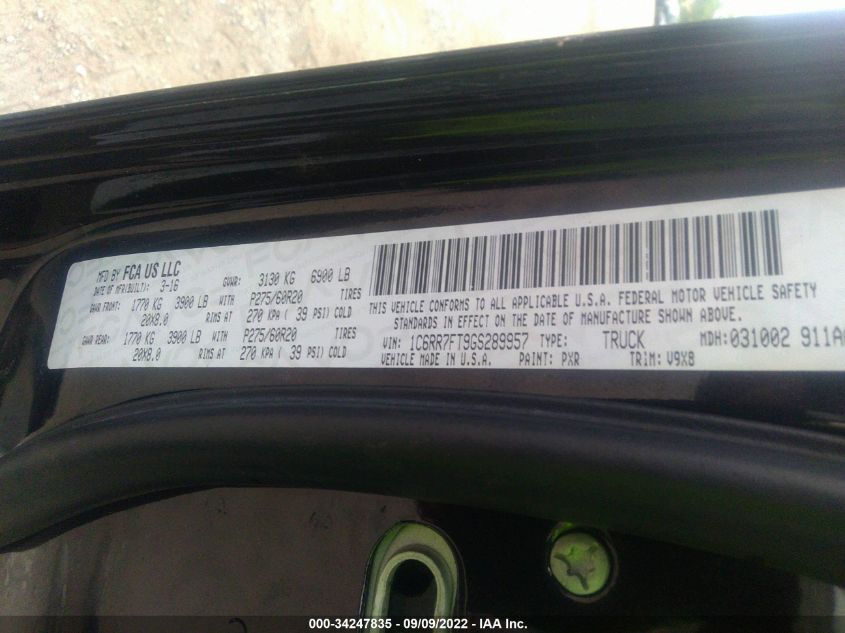 MFD BY FCA US LLC
DATE OF MFR(BUILT): 3-16 GVWR: 3130 KG 6900 LB
GAWR FRONT: 1770 KG 3900 LB WITH P275/60R20 TIRES
20X8.0 RIMS AT 270 KPA ( 39 PSI) COLD
GAWR REAR: 1770 KG 3900 LB WITH P275/60R20 TIRES
20X8.0 RIMS AT 270 KPA ( 39 PSI) COLD
THIS VEHICLE CONFORMS TO ALL APPLICABLE U.S.A. FEDERAL MOTOR VEHICLE SAFETY
STANDARDS IN EFFECT ON THE DATE OF MANUFACTURE SHOWN ABOVE.
VIN: 1C6RR7FT9GS289957 TYPE: TRUCK MDH:031002 911A
VEHICLE MADE IN U.S.A. PAINT: PXR TRIM: V9X8
000-34247835 - 09/09/2022 - IAA Inc.